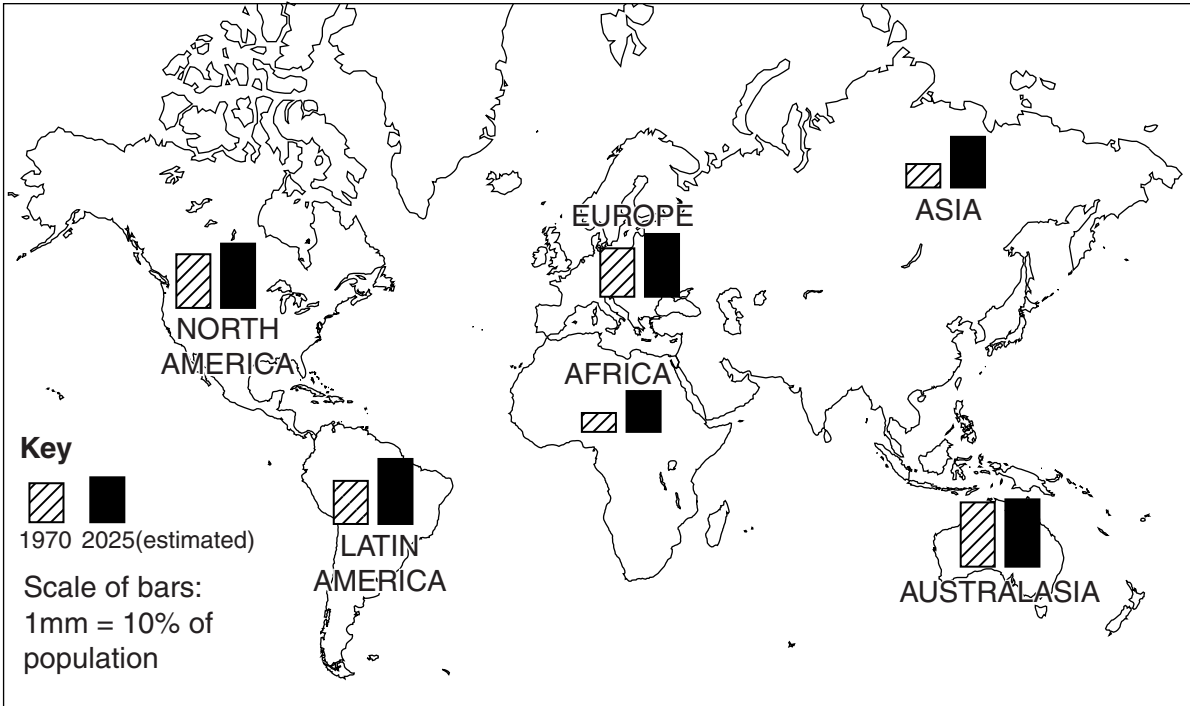 ASIA
EUROPE
NORTH
AMERICA
AFRICA
Key
1970 2025(estimated)
Scale of bars:
1mm = 10% of
population
LATIN
AMERICA
AUSTRALASIA